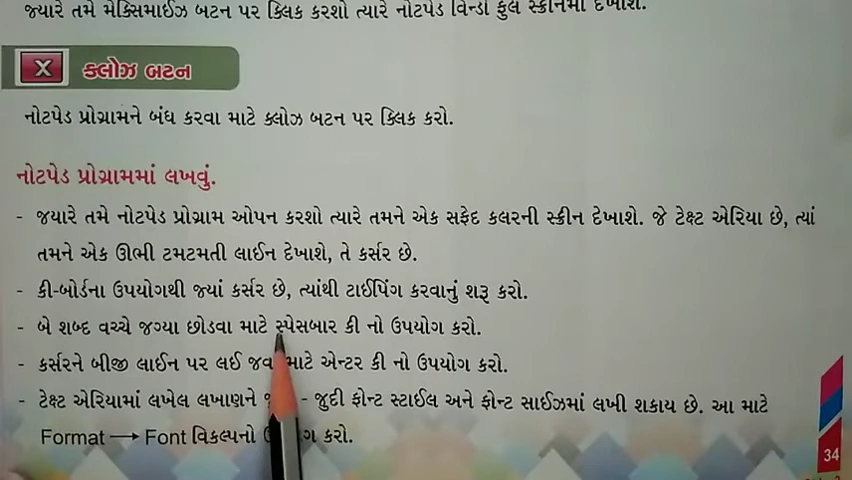 જ્યારે તમે મેક્સિમાઈઝ બટન પર ક્લિક કરશો ત્યારે નોટપેડ વિન્ડો ફુલ સ્ક્રીનમાં દેખાશે.
X ક્લોઝ બટન
નોટપેડ પ્રોગ્રામને બંધ કરવા માટે ક્લોઝ બટન પર ક્લિક કરો.
નોટપેડ પ્રોગ્રામમાં લખવું.
- જયારે તમે નોટપેડ પ્રોગ્રામ ઓપન કરશો ત્યારે તમને એક સફેદ કલરની સ્ક્રીન દેખાશે. જે ટેક્ષ્ટ એરિયા છે, ત્યાં
તમને એક ઊભી ટમટમતી લાઈન દેખાશે, તે કર્સર છે.
- કી-બોર્ડના ઉપયોગથી જ્યાં કર્સર છે, ત્યાંથી ટાઈપિંગ કરવાનું શરૂ કરો.
- બે શબ્દ વચ્ચે જગ્યા છોડવા માટે સ્પેસબાર કી નો ઉપયોગ કરો.
- કર્સરને બીજી લાઈન પર લઈ માટે એન્ટર કી નો ઉપયોગ કરો.
- ટેક્ષ્ટ એરિયામાં લખેલ લખાણને - જુદી ફોન્ટ સ્ટાઈલ અને ફોન્ટ સાઈઝમાં લખી શકાય છે. આ માટે
Format → Font વિકલ્પનો કરો.
34